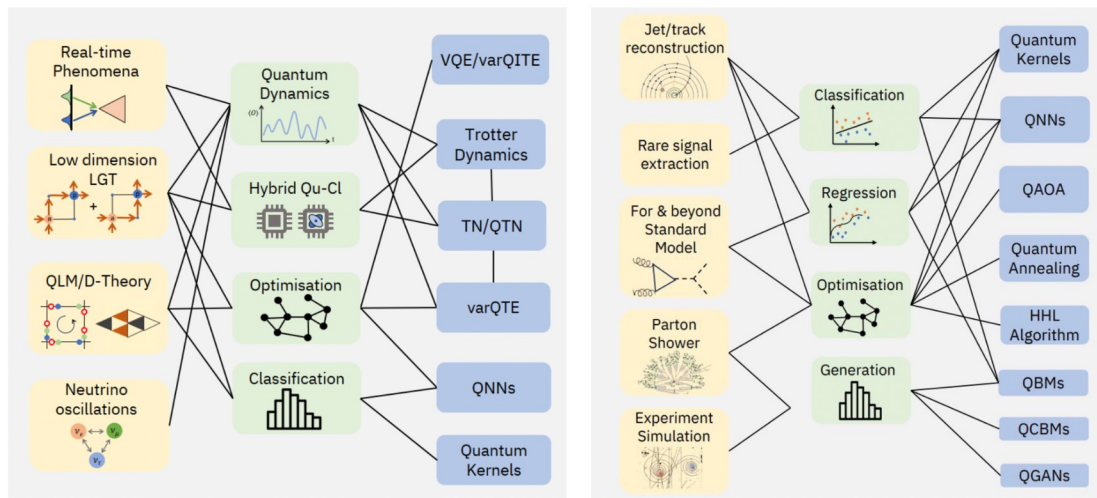 Real-time
Phenomena
Low dimension
LGT
+
QLM/D-Theory
Neutrino
oscillations
Quantum
Dynamics
⟨O⟩
Hybrid Qu-Cl
Optimisation
Classification
VQE/varQITE
Trotter
Dynamics
TN/QTN
varQTE
QNNs
Quantum
Kernels
Jet/track
reconstruction
Rare signal
extraction
For & beyond
Standard
Model
Parton
Shower
Experiment
Simulation
Classification
Regression
Optimisation
Generation
Quantum
Kernels
QNNs
QAOA
Quantum
Annealing
HHL
Algorithm
QBMs
QCBMs
QGANs